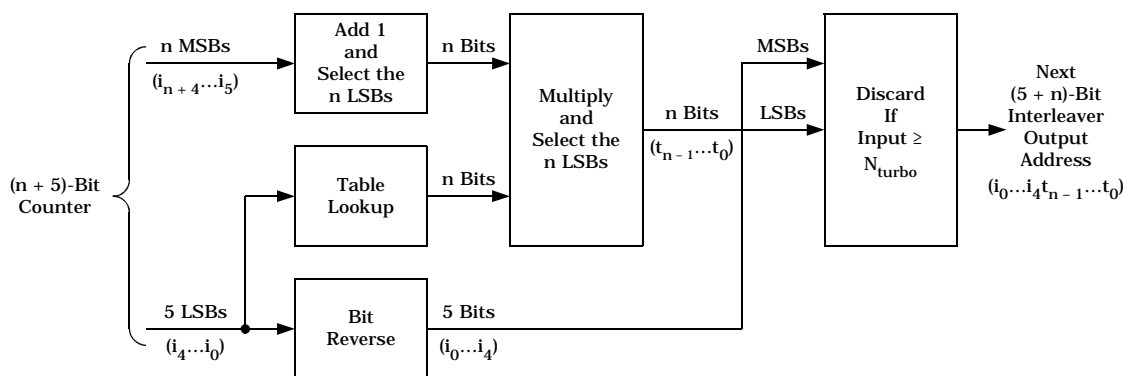 (n + 5)-Bit
Counter
n MSBs
(i_{n + 4}…i_5)
Add 1
and
Select the
n LSBs
n Bits
Table
Lookup
n Bits
5 LSBs
(i_4…i_0)
Bit
Reverse
5 Bits
(i_0…i_4)
Multiply
and
Select the
n LSBs
n Bits
(t_{n – 1}…t_0)
MSBs
LSBs
Discard
If
Input ≥
N_{turbo}
Next
(5 + n)-Bit
Interleaver
Output
Address
(i_0…i_4t_{n – 1}…t_0)